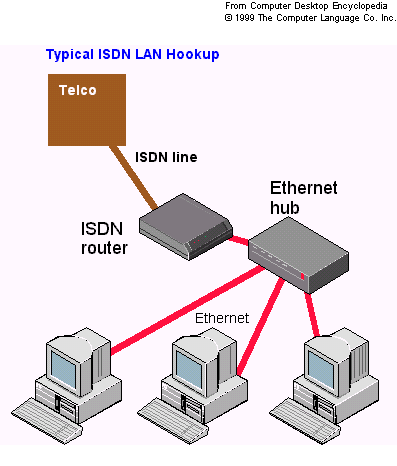 From Computer Desktop Encyclopedia
© 1999 The Computer Language Co. Inc.
Typical ISDN LAN Hookup
Telco
ISDN line
Ethernet
hub
ISDN
router
Ethernet